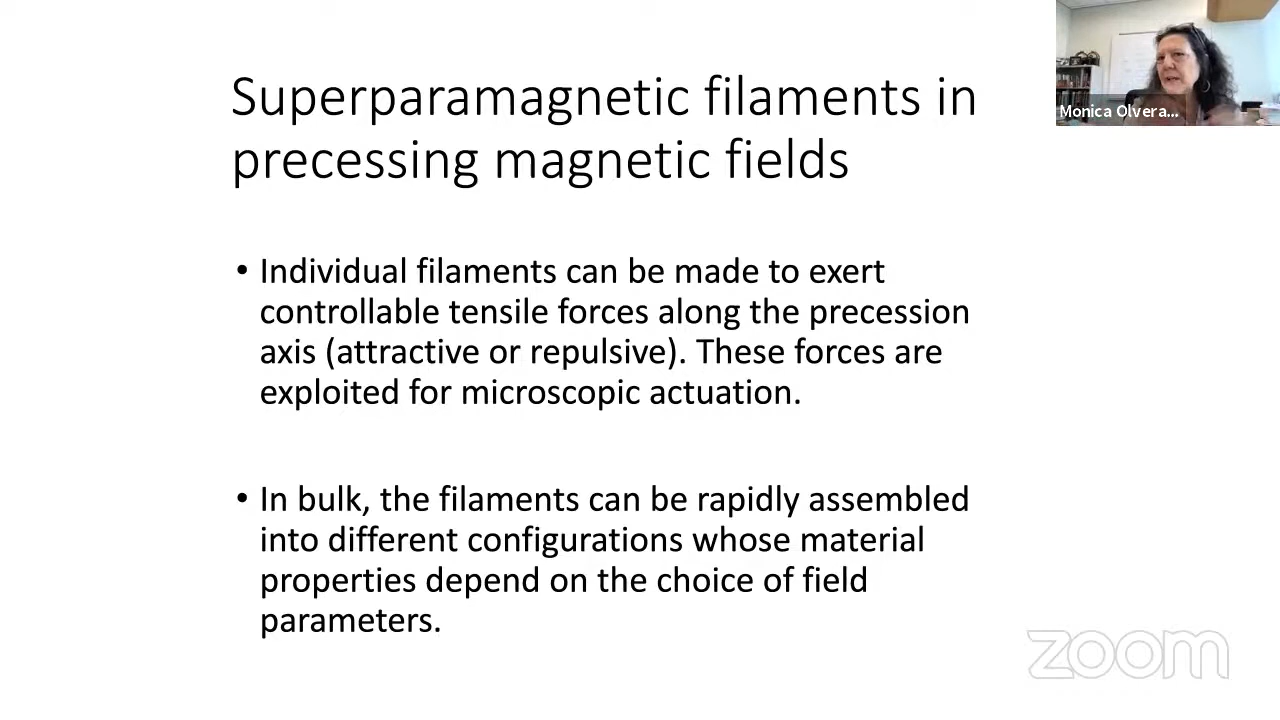 Superparamagnetic filaments in
precessing magnetic fields
• Individual filaments can be made to exert
controllable tensile forces along the precession
axis (attractive or repulsive). These forces are
exploited for microscopic actuation.
• In bulk, the filaments can be rapidly assembled
into different configurations whose material
properties depend on the choice of field
parameters.
Monica Olvera...
zoom